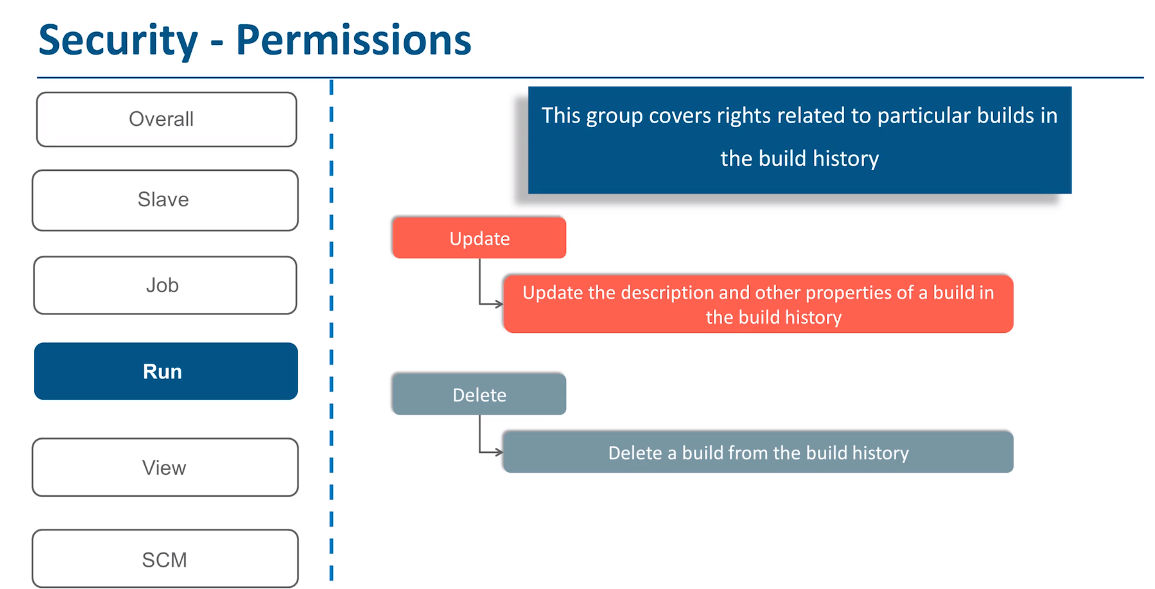 Security - Permissions
Overall
Slave
Job
Run
View
SCM
This group covers rights related to particular builds in
the build history
Update
Update the description and other properties of a build in
the build history
Delete
Delete a build from the build history